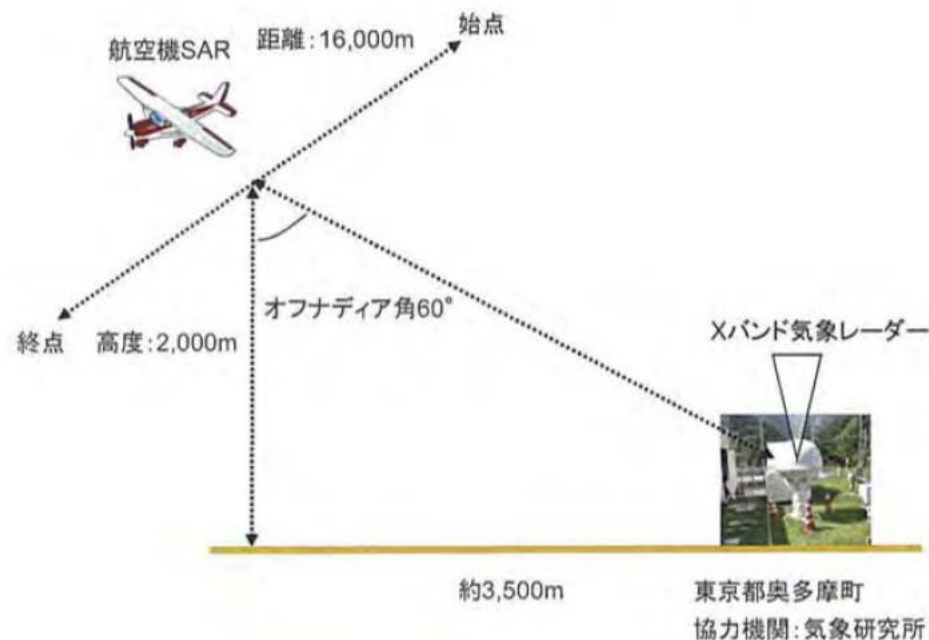 航空機SAR
距離:16,000m
始点
オフナディア角60°
終点
高度:2,000m
Xバンド気象レーダー
約3,500m
東京都奥多摩町
協力機関:気象研究所